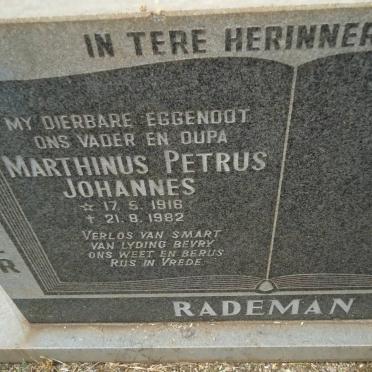 IN TERE HERINNER
MY DIERBARE EGGENOOT
ONS VADER EN OUPA
MARTHINUS PETRUS
JOHANNES
☆ 17. 5. 1916
† 21. 9. 1982
VERLOS VAN SMART
VAN LYDING BEVRY
ONS WEET EN BERUS
RUS IN VREDE.
R
RADEMAN